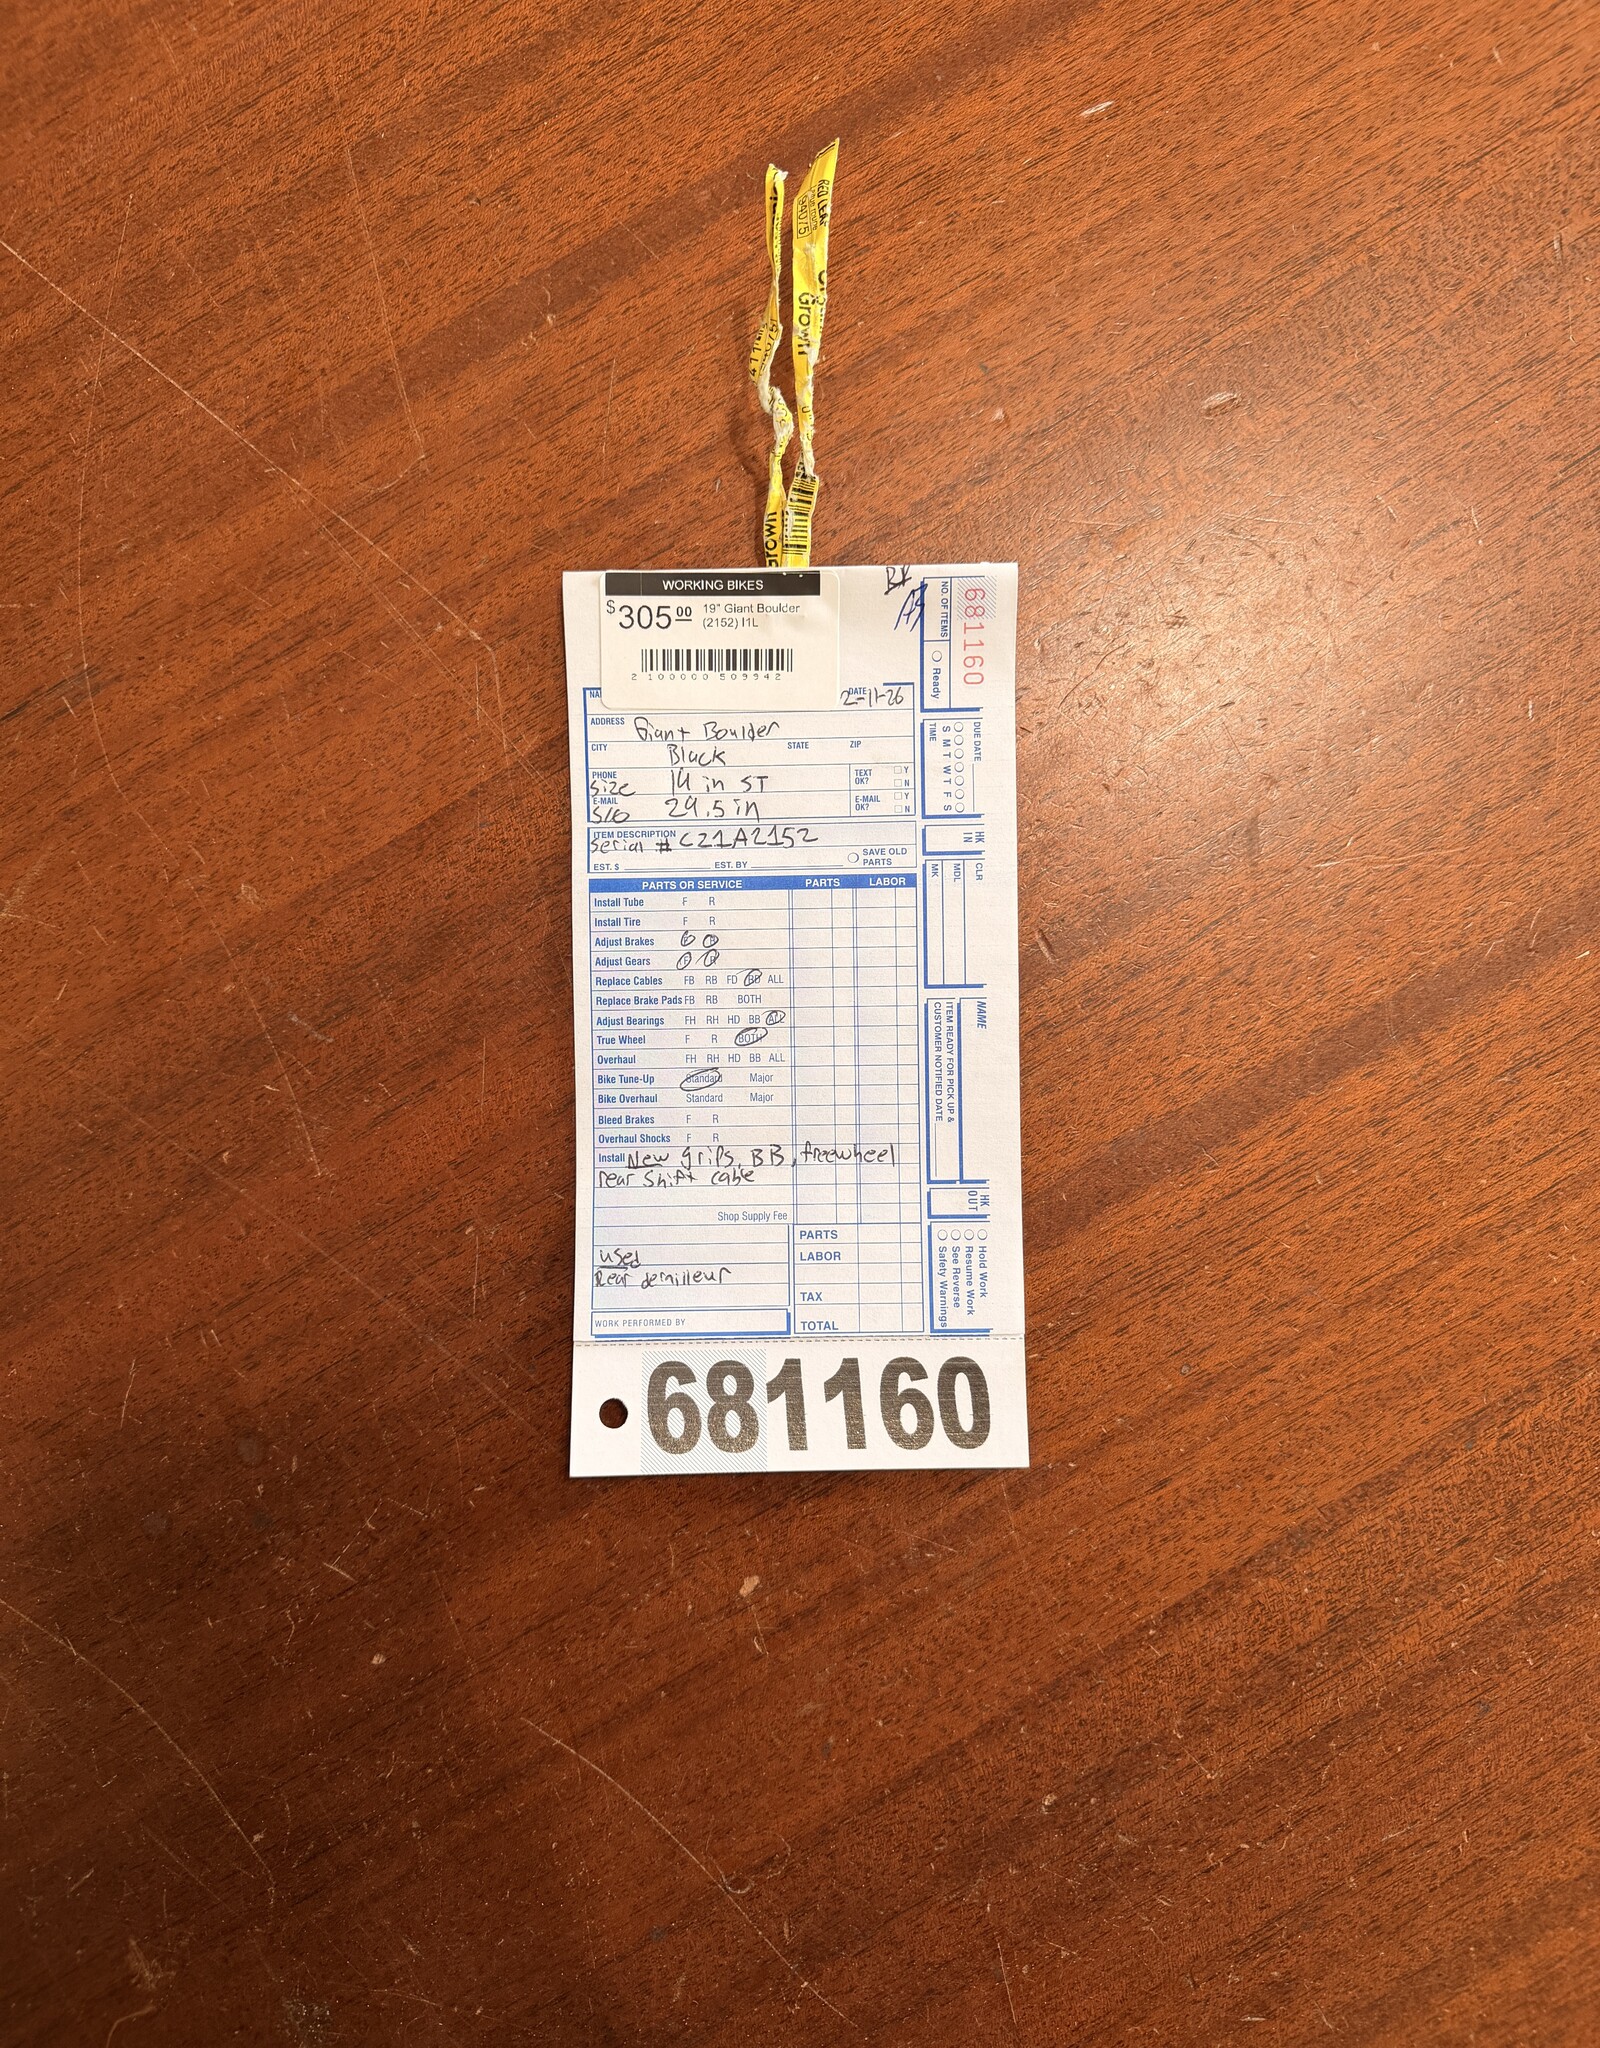 RED LEAF
94075
Grown
Grown
WORKING BIKES
$305.00 19" Giant Boulder
(2152) I1L
2 100000 509942
681160
NO. OF ITEMS
Ready
DATE 2-11-26
ADDRESS Giant Boulder
CITY Black STATE ZIP
PHONE TEXT OK? Y N
Size 19 in ST
E-MAIL E-MAIL OK? Y N
S/O 29.5 in
ITEM DESCRIPTION
Serial # C21A2152
EST. $ EST. BY SAVE OLD PARTS
DUE DATE
S M T W T F S
TIME
HK IN
CLR
MDL
MK
PARTS OR SERVICE PARTS LABOR
Install Tube F R
Install Tire F R
Adjust Brakes F R
Adjust Gears F R
Replace Cables FB RB FD RD ALL
Replace Brake Pads FB RB BOTH
Adjust Bearings FH RH HD BB ALL
True Wheel F R BOTH
Overhaul FH RH HD BB ALL
Bike Tune-Up Standard Major
Bike Overhaul Standard Major
Bleed Brakes F R
Overhaul Shocks F R
Install New grips, BB, freewheel
rear shift cable
Shop Supply Fee
PARTS
used LABOR
Rear derailleur
TAX
WORK PERFORMED BY TOTAL
NAME
ITEM READY FOR PICK UP &
CUSTOMER NOTIFIED DATE
HK OUT
Hold Work
Resume Work
See Reverse
Safety Warnings
681160